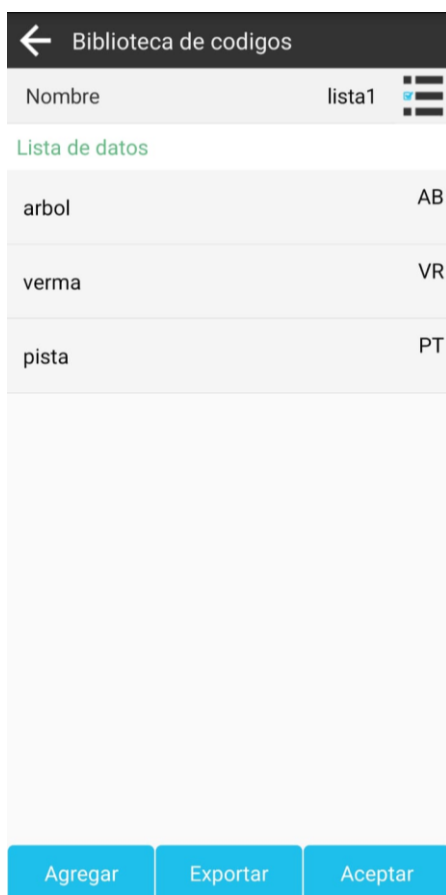 Biblioteca de codigos
Nombre lista1
Lista de datos
arbol AB
verma VR
pista PT
Agregar Exportar Aceptar